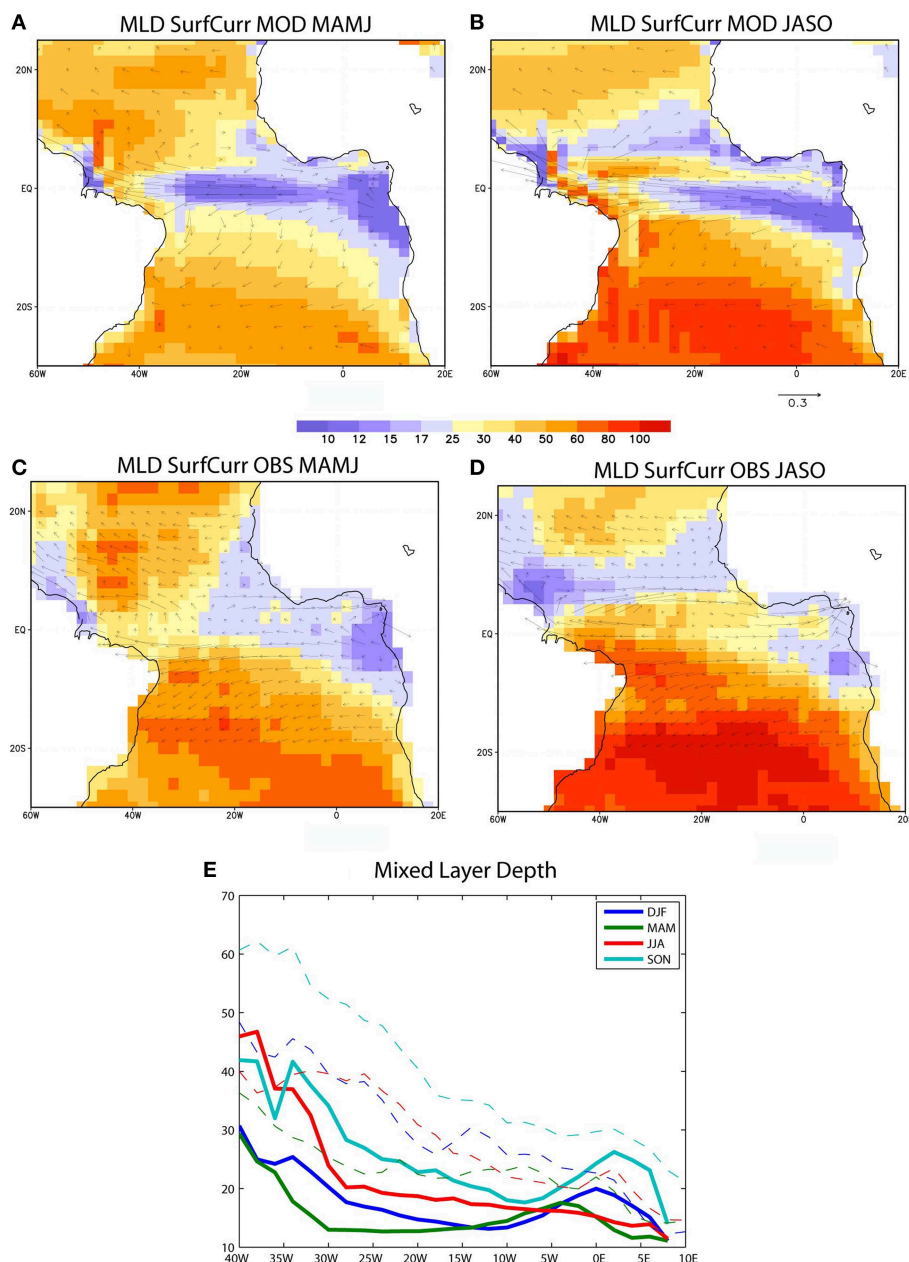 A MLD SurfCurr MOD MAMJ
B MLD SurfCurr MOD JASO
20N
EQ
20S
60W 40W 20W 0 20E
20N
EQ
20S
60W 40W 20W 0 20E
0.3
10 12 15 17 25 30 40 50 60 80 100
C MLD SurfCurr OBS MAMJ
D MLD SurfCurr OBS JASO
20N
EQ
20S
60W 40W 20W 0 20E
20N
EQ
20S
60W 40W 20W 0 20E
E Mixed Layer Depth
70
60
50
40
30
20
10
DJF
MAM
JJA
SON
40W 35W 30W 25W 20W 15W 10W 5W 0E 5E 10E